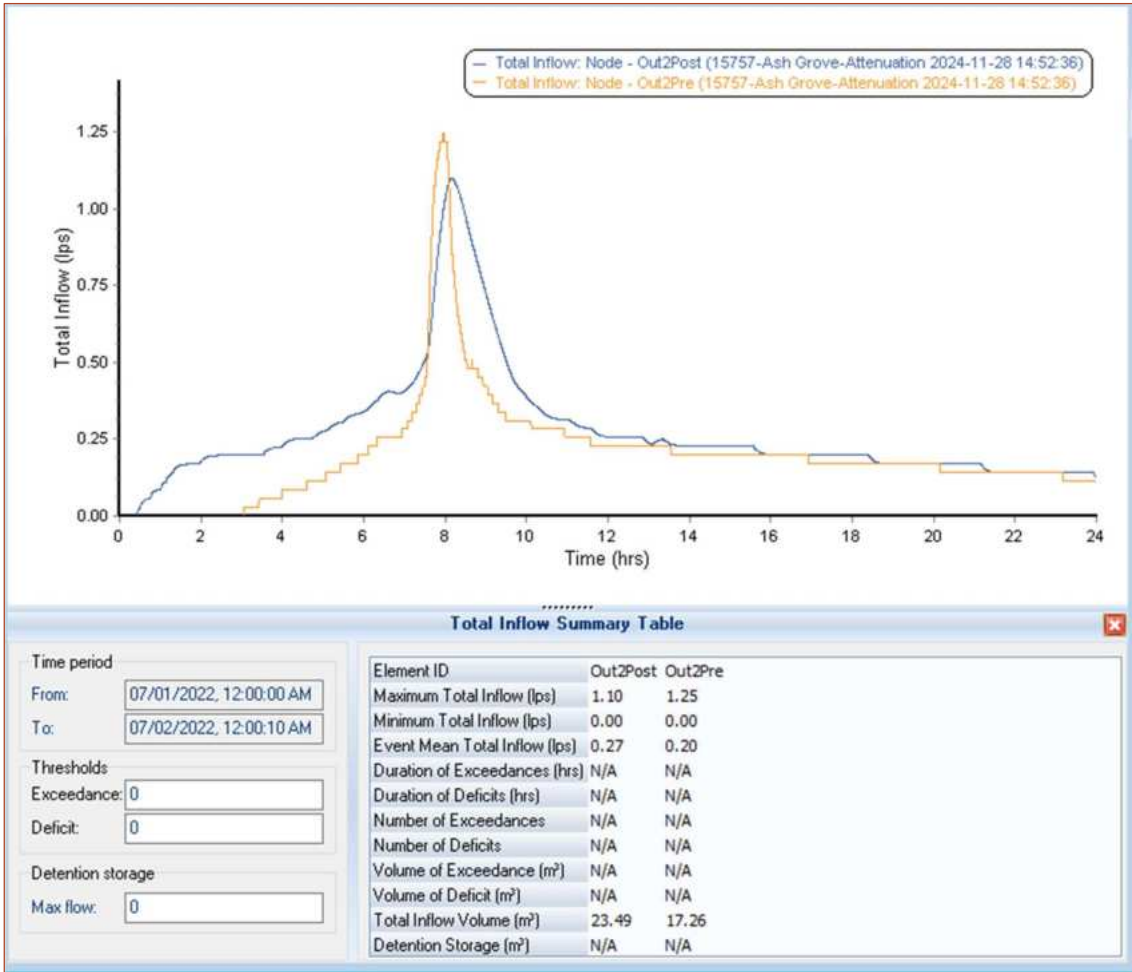 Total Inflow: Node - Out2Post (15757-Ash Grove-Attenuation 2024-11-28 14:52:36)
Total Inflow: Node - Out2Pre (15757-Ash Grove-Attenuation 2024-11-28 14:52:36)
Total Inflow (lps)
1.25
1.00
0.75
0.50
0.25
0.00
0 2 4 6 8 10 12 14 16 18 20 22 24
Time (hrs)
Total Inflow Summary Table
Time period
From: 07/01/2022, 12:00:00 AM
To: 07/02/2022, 12:00:10 AM
Thresholds
Exceedance: 0
Deficit: 0
Detention storage
Max flow: 0
Element ID Out2Post Out2Pre
Maximum Total Inflow (lps) 1.10 1.25
Minimum Total Inflow (lps) 0.00 0.00
Event Mean Total Inflow (lps) 0.27 0.20
Duration of Exceedances (hrs) N/A N/A
Duration of Deficits (hrs) N/A N/A
Number of Exceedances N/A N/A
Number of Deficits N/A N/A
Volume of Exceedance (m³) N/A N/A
Volume of Deficit (m³) N/A N/A
Total Inflow Volume (m³) 23.49 17.26
Detention Storage (m³) N/A N/A